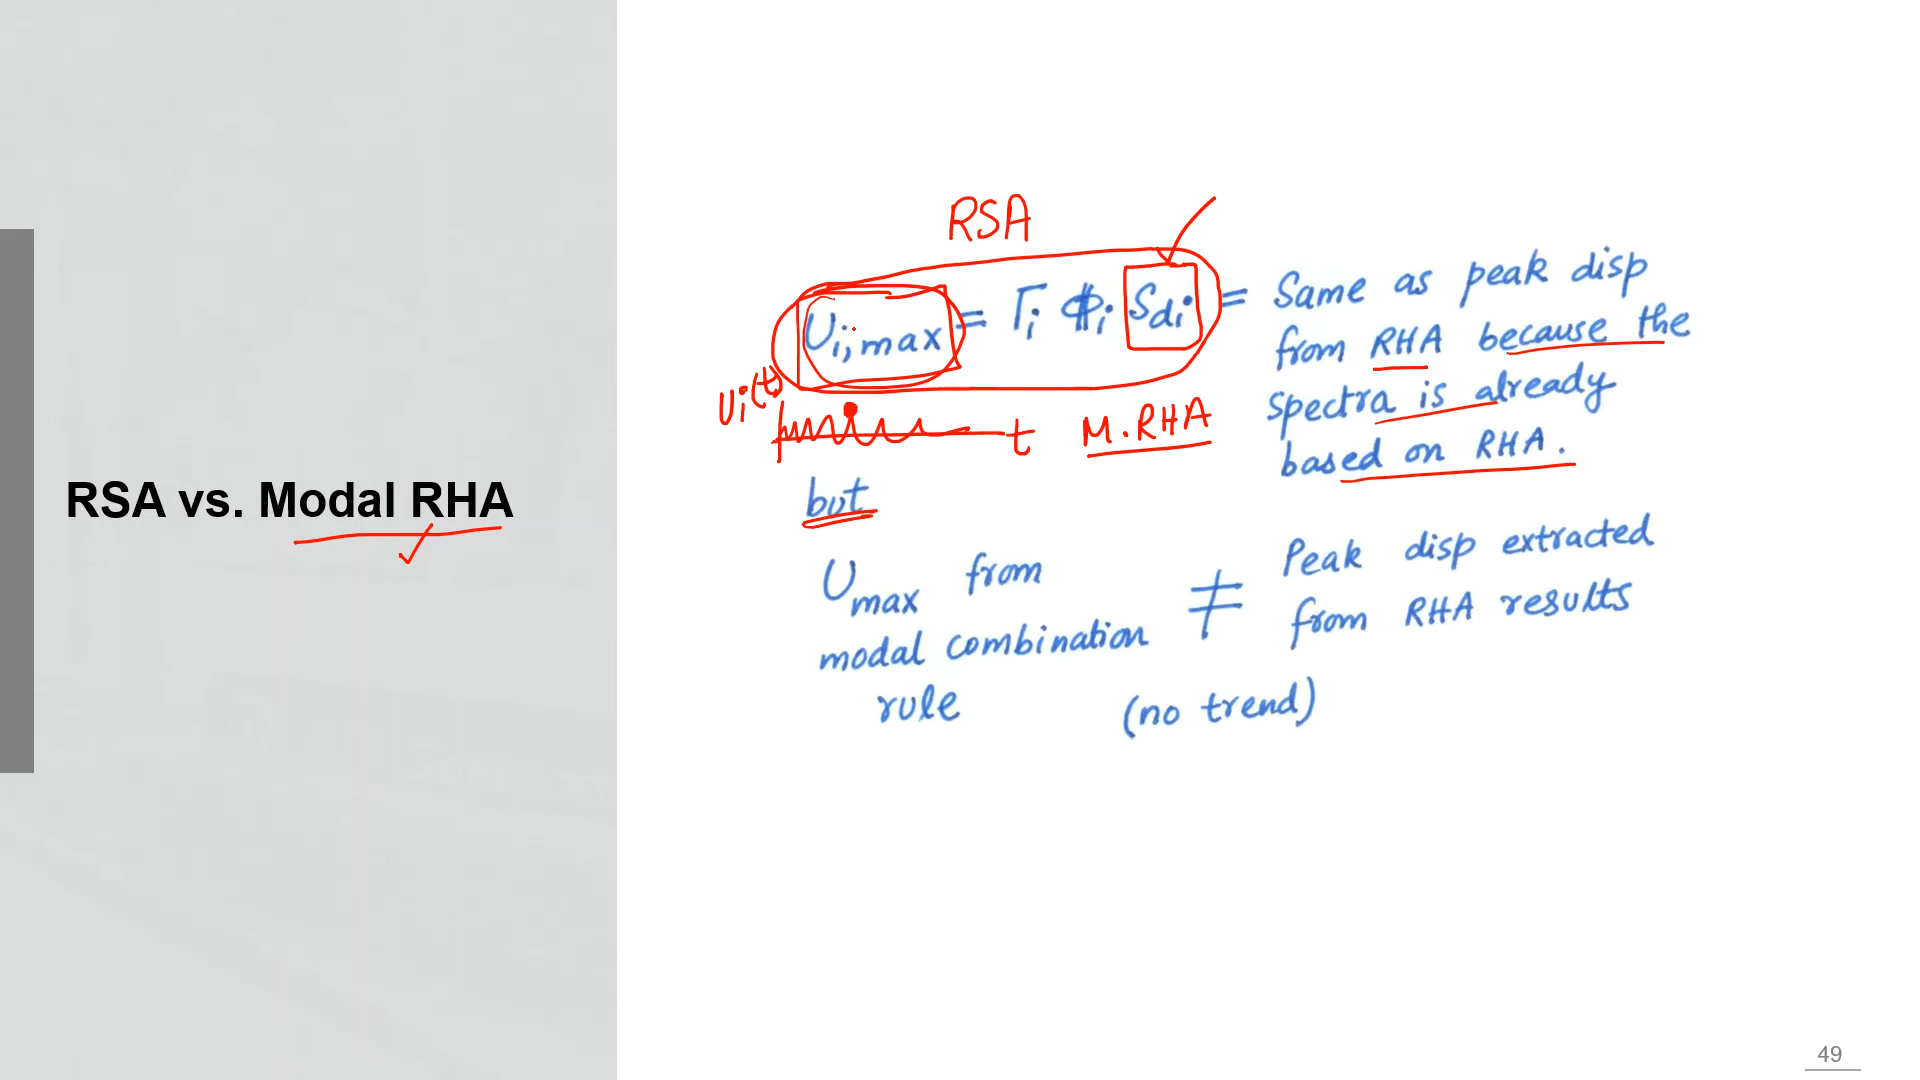 RSA vs. Modal RHA
RSA
Ui,max = Γi ϕi Sdi = Same as peak disp
from RHA because the
spectra is already
based on RHA.
Ui(t)
t
M.RHA
but
Umax from
modal combination
rule
≠
Peak disp extracted
from RHA results
(no trend)
49